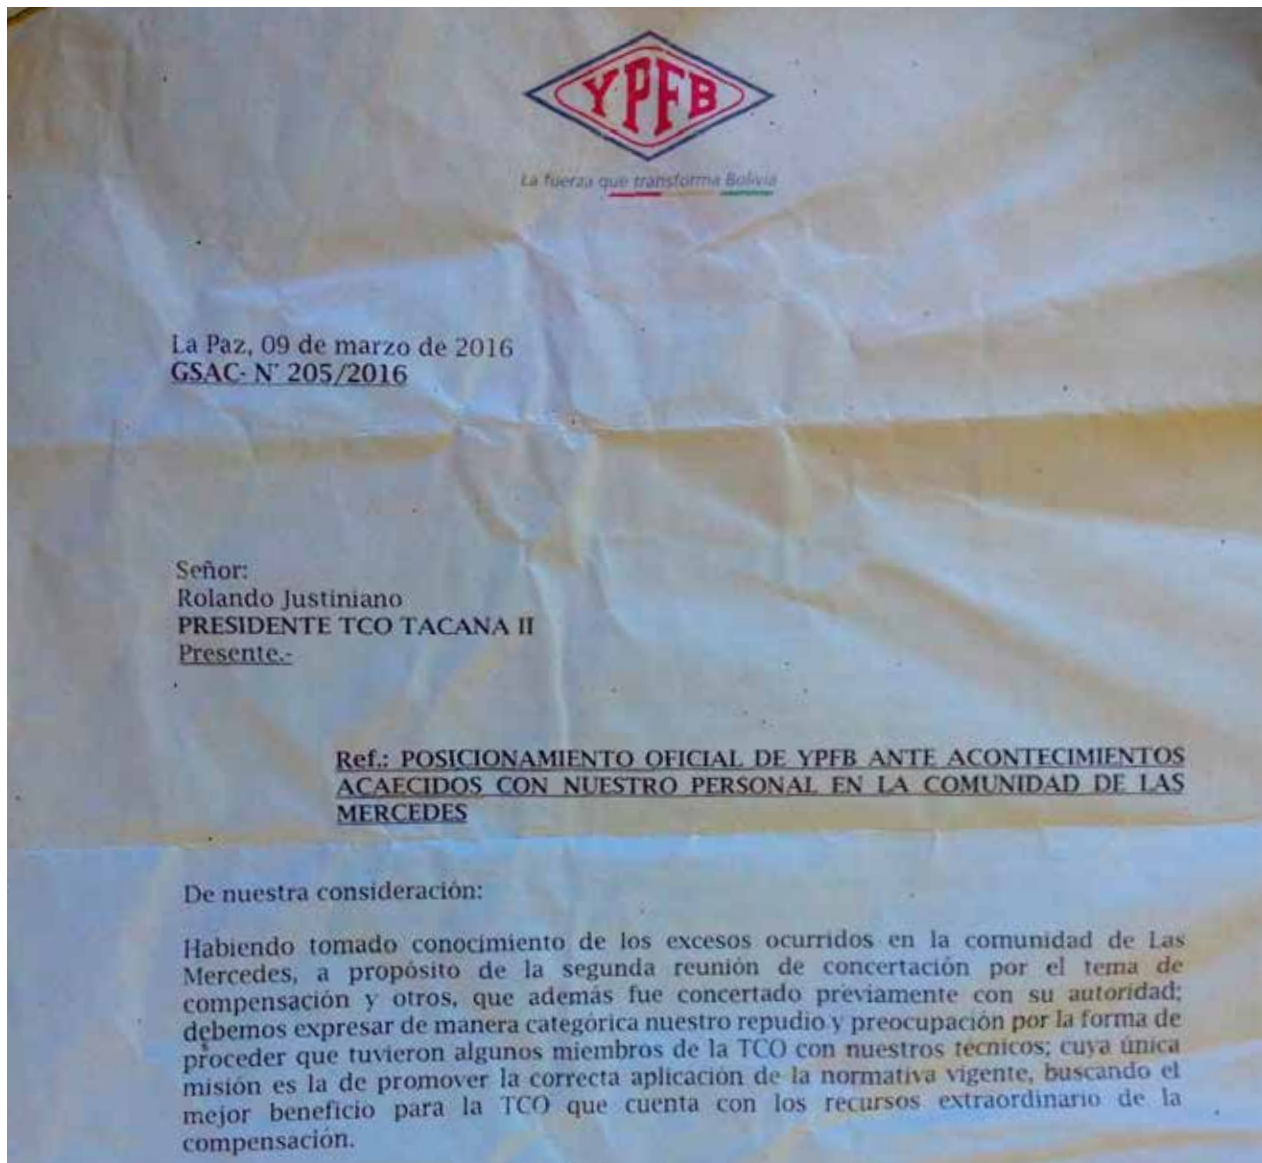 YPFB
La fuerza que transforma Bolivia
La Paz, 09 de marzo de 2016
GSAC- N° 205/2016
Señor:
Rolando Justiniano
PRESIDENTE TCO TACANA II
Presente.-
Ref.: POSICIONAMIENTO OFICIAL DE YPFB ANTE ACONTECIMIENTOS
ACAECIDOS CON NUESTRO PERSONAL EN LA COMUNIDAD DE LAS
MERCEDES
De nuestra consideración:
Habiendo tomado conocimiento de los excesos ocurridos en la comunidad de Las
Mercedes, a propósito de la segunda reunión de concertación por el tema de
compensación y otros, que además fue concertado previamente con su autoridad;
debemos expresar de manera categórica nuestro repudio y preocupación por la forma de
proceder que tuvieron algunos miembros de la TCO con nuestros técnicos; cuya única
misión es la de promover la correcta aplicación de la normativa vigente, buscando el
mejor beneficio para la TCO que cuenta con los recursos extraordinario de la
compensación.